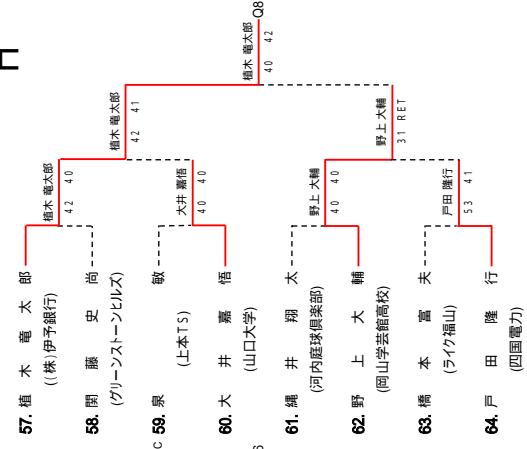 Q8
植木 竜太郎
40 42
植木 竜太郎
42 41
野上 大輔
31 RET
植木 竜太郎
42 40
大井 嘉悟
40 40
野上 大輔
40 40
戸田 隆行
53 41
57. 植木 竜太郎
((株)伊予銀行)
58. 関藤 史尚
(グリーンストーンヒルズ)
59. 泉 敏
(上本TS)
60. 大井 嘉悟
(山口大学)
61. 縄井 翔太
(河内庭球倶楽部)
62. 野上 大輔
(岡山学芸館高校)
63. 橋本 富夫
(ライク福山)
64. 戸田 隆行
(四国電力)